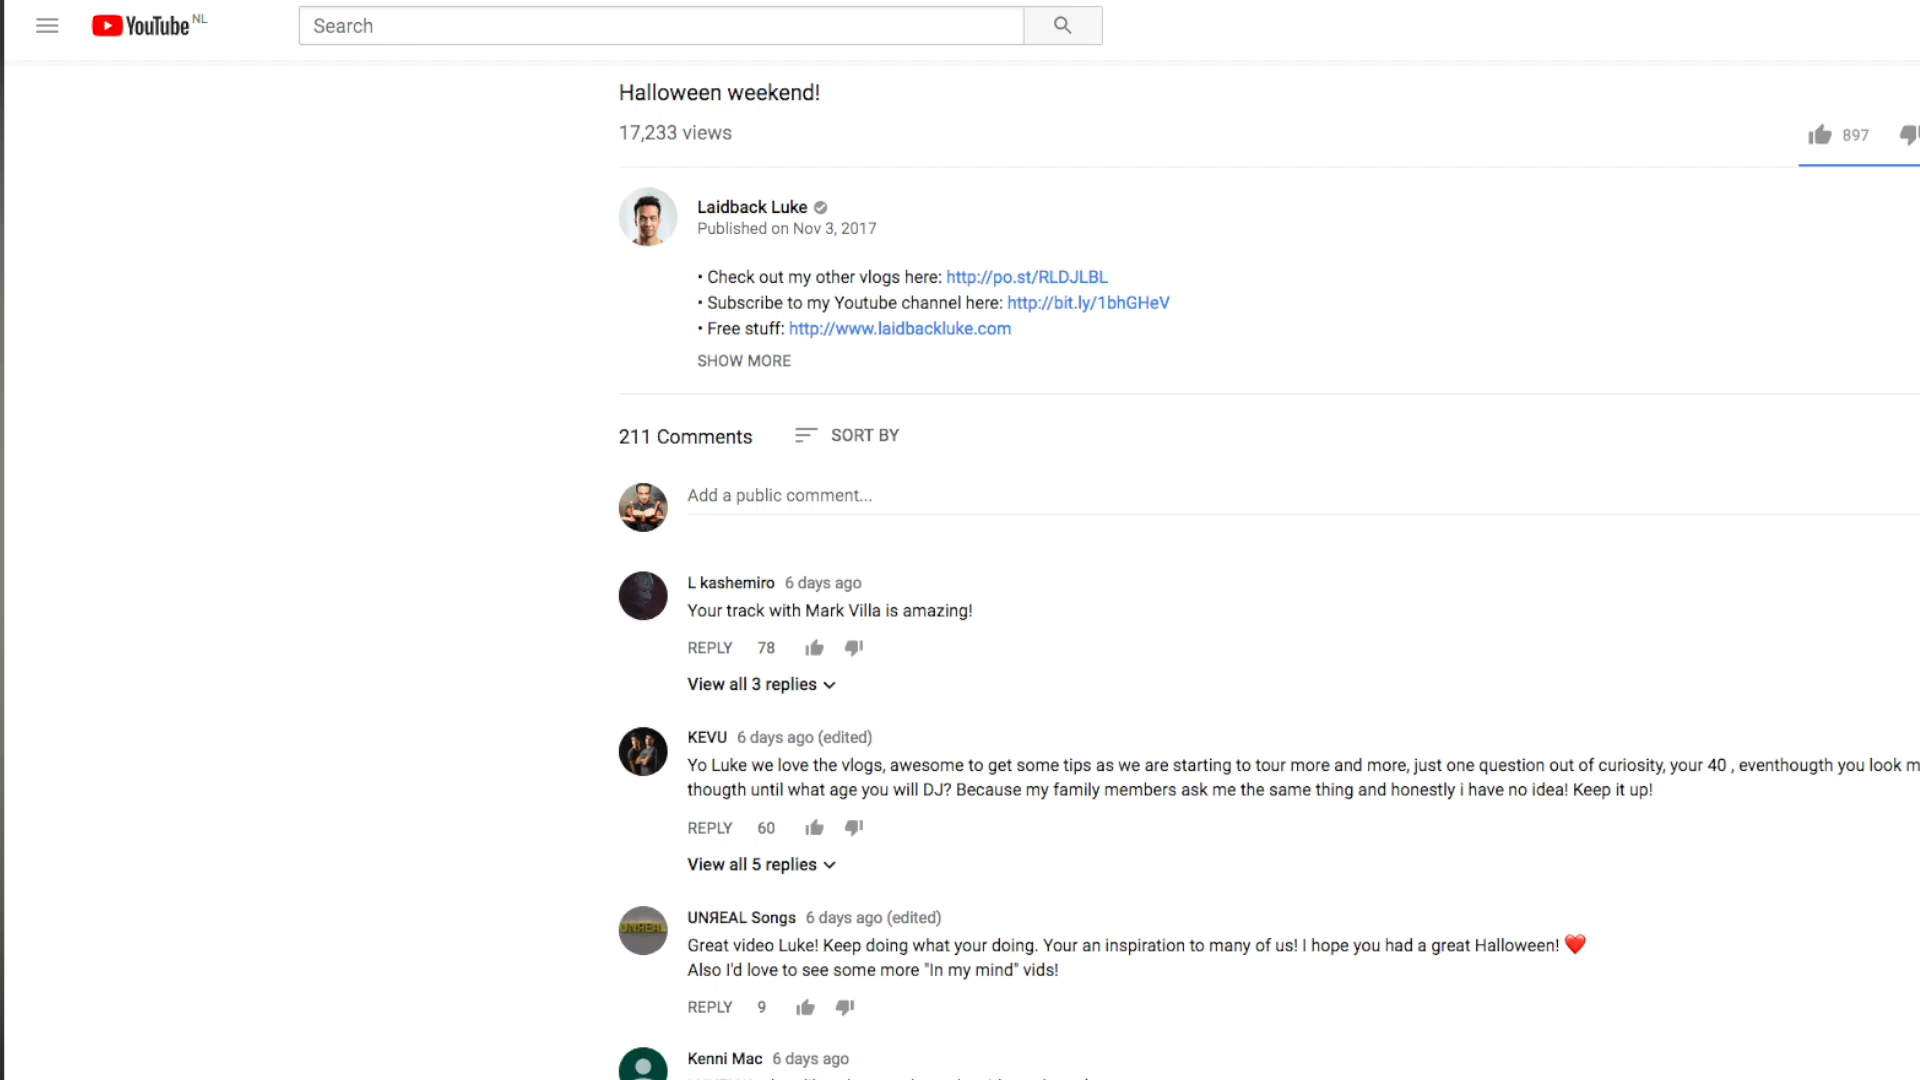 YouTube NL
Search
Halloween weekend!
17,233 views
897
Laidback Luke
Published on Nov 3, 2017
• Check out my other vlogs here: http://po.st/RLDJLBL
• Subscribe to my Youtube channel here: http://bit.ly/1bhGHeV
• Free stuff: http://www.laidbackluke.com
SHOW MORE
211 Comments SORT BY
Add a public comment...
L kashemiro 6 days ago
Your track with Mark Villa is amazing!
REPLY 78
View all 3 replies
KEVU 6 days ago (edited)
Yo Luke we love the vlogs, awesome to get some tips as we are starting to tour more and more, just one question out of curiosity, your 40 , eventhougth you look
thougth until what age you will DJ? Because my family members ask me the same thing and honestly i have no idea! Keep it up!
REPLY 60
View all 5 replies
UNREAL
UNЯEAL Songs 6 days ago (edited)
Great video Luke! Keep doing what your doing. Your an inspiration to many of us! I hope you had a great Halloween! ❤️
Also I'd love to see some more "In my mind" vids!
REPLY 9
Kenni Mac 6 days ago